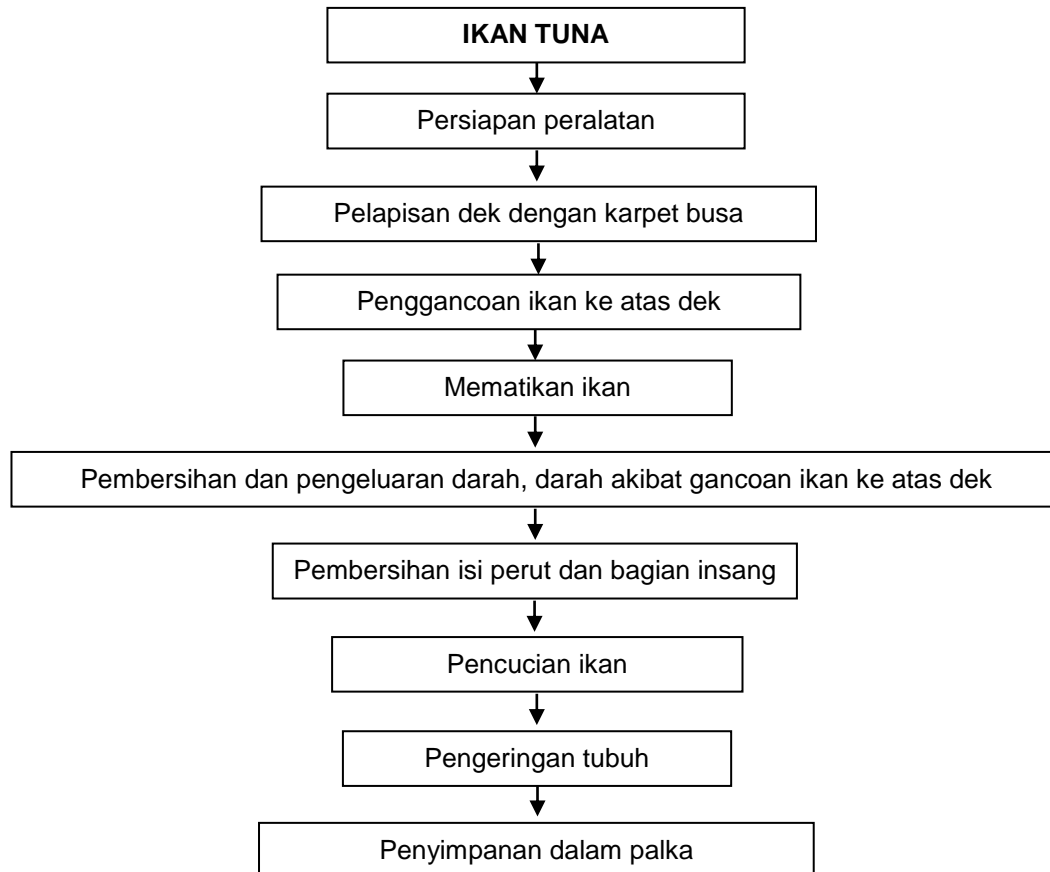 IKAN TUNA
Persiapan peralatan
Pelapisan dek dengan karpet busa
Penggancoan ikan ke atas dek
Mematikan ikan
Pembersihan dan pengeluaran darah, darah akibat gancoan ikan ke atas dek
Pembersihan isi perut dan bagian insang
Pencucian ikan
Pengeringan tubuh
Penyimpanan dalam palka